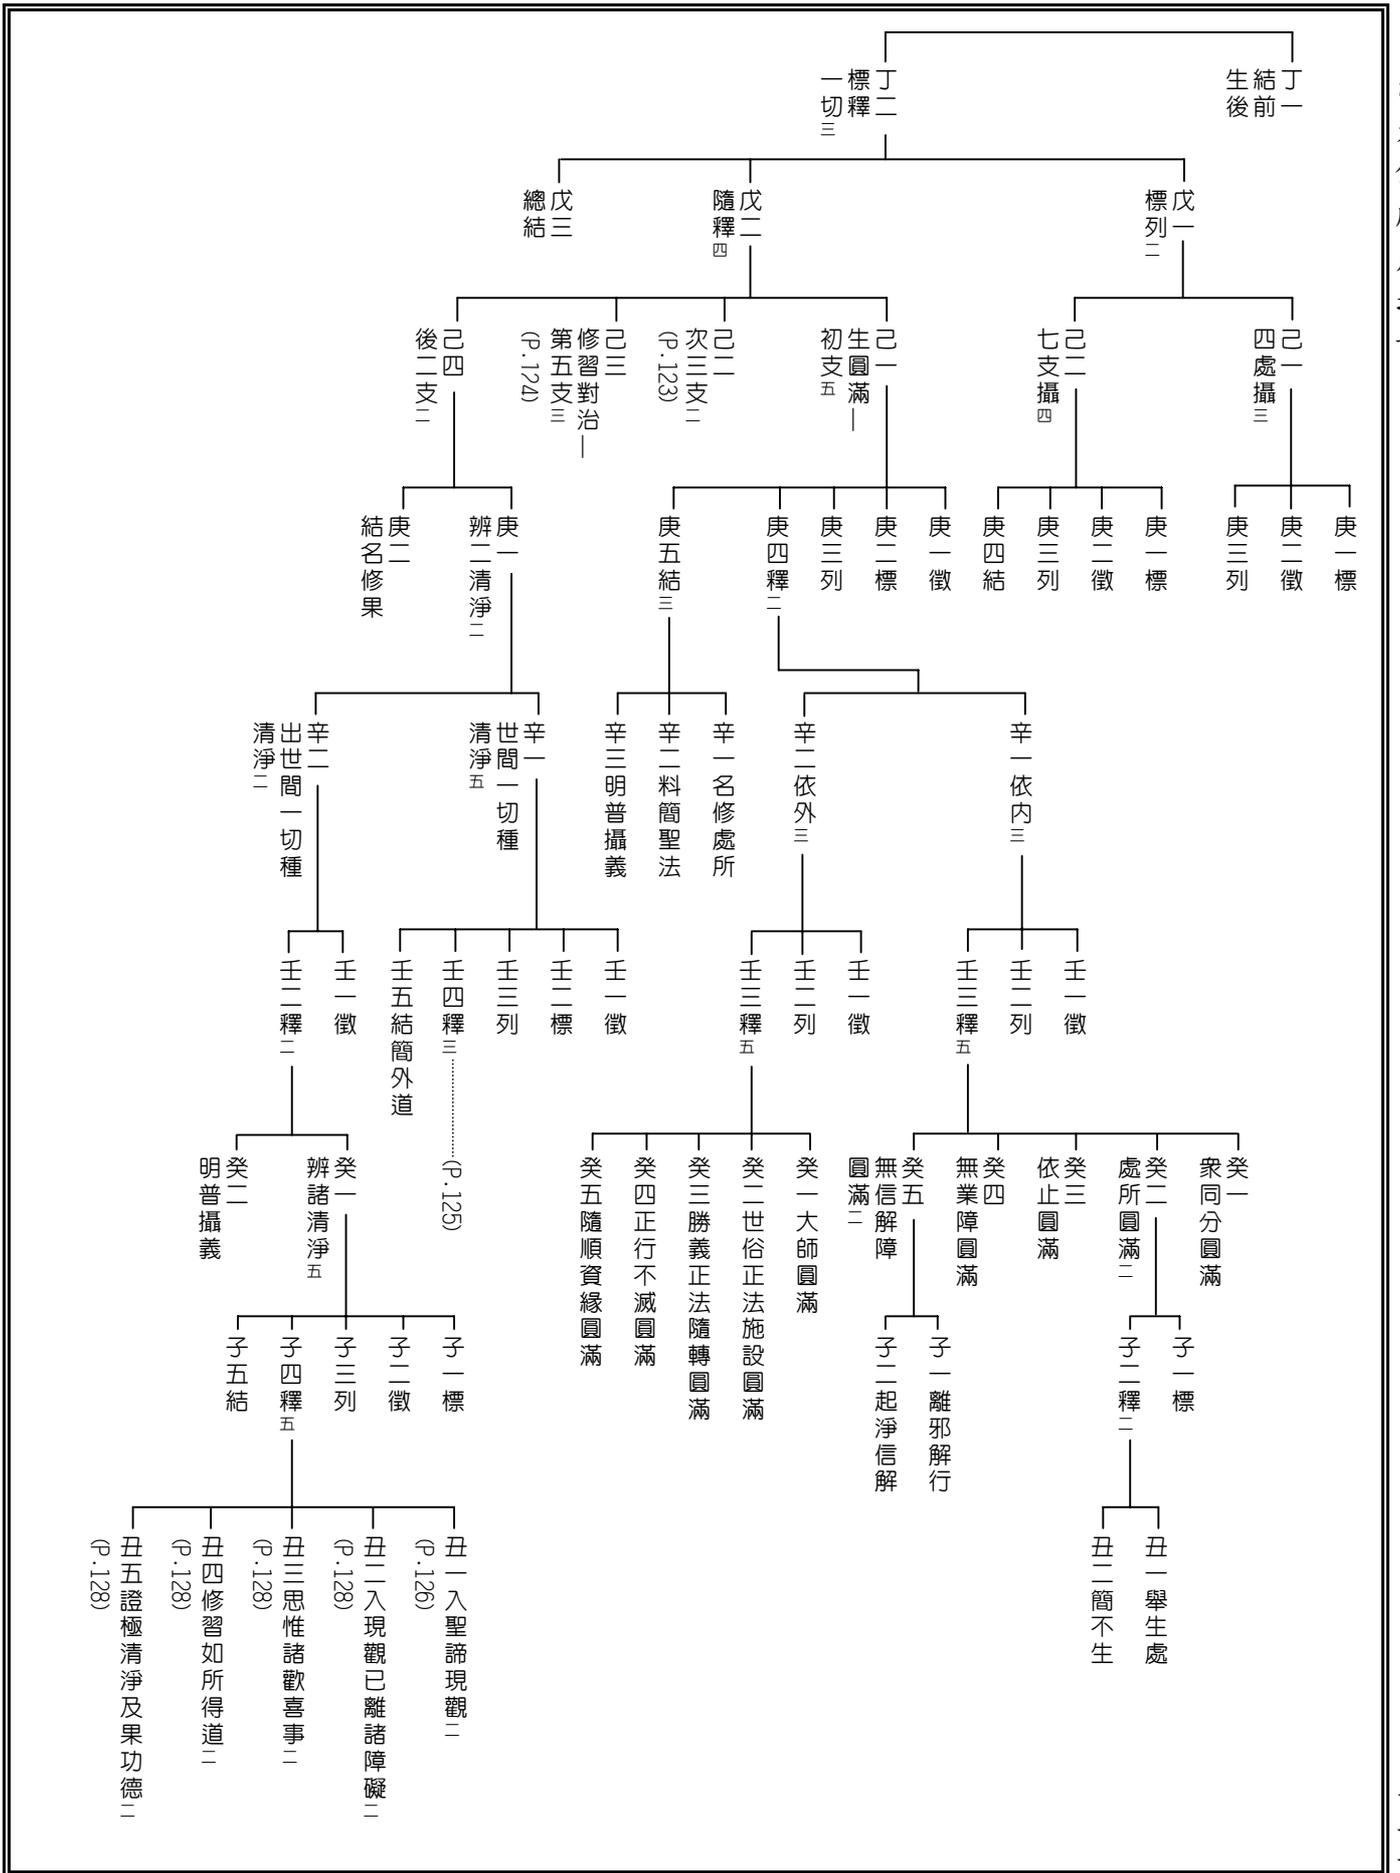 丁一
結前
生後
丁二
標釋
一切三
戊一
標列二
戊二
隨釋四
戊三
總結
己一
四處攝三
己二
七支攝四
己一
生圓滿—
初支五
己二
次三支二
(P.123)
己三
修習對治—
第五支三
(P.124)
己四
後二支二
庚一標
庚二徵
庚三列
庚一標
庚二徵
庚三列
庚四結
庚一徵
庚二標
庚三列
庚四釋二
庚五結三
庚一
辨二清淨二
庚二
結名修果
辛一依内三
辛二依外三
辛一名修處所
辛二料簡聖法
辛三明普攝義
辛一
世間一切種
清淨五
辛二
出世間一切種
清淨二
壬一徵
壬二列
壬三釋五
壬一徵
壬二列
壬三釋五
壬一徵
壬二標
壬三列
壬四釋三…………(P.125)
壬五結簡外道
壬一徵
壬二釋二
癸一
衆同分圓滿
癸二
處所圓滿二
癸三
依止圓滿
癸四
無業障圓滿
癸五
無信解障
圓滿二
癸一大師圓滿
癸二世俗正法施設圓滿
癸三勝義正法隨轉圓滿
癸四正行不滅圓滿
癸五隨順資緣圓滿
癸一
辨諸清淨五
癸二
明普攝義
子一標
子二釋二
子一離邪解行
子二起淨信解
子一標
子二徵
子三列
子四釋五
子五結
丑一舉生處
丑二簡不生
丑一入聖諦現觀二
(P.126)
丑二入現觀已離諸障礙二
(P.128)
丑三思惟諸歡喜事二
(P.128)
丑四修習如所得道二
(P.128)
丑五證極清淨及果功德二
(P.128)